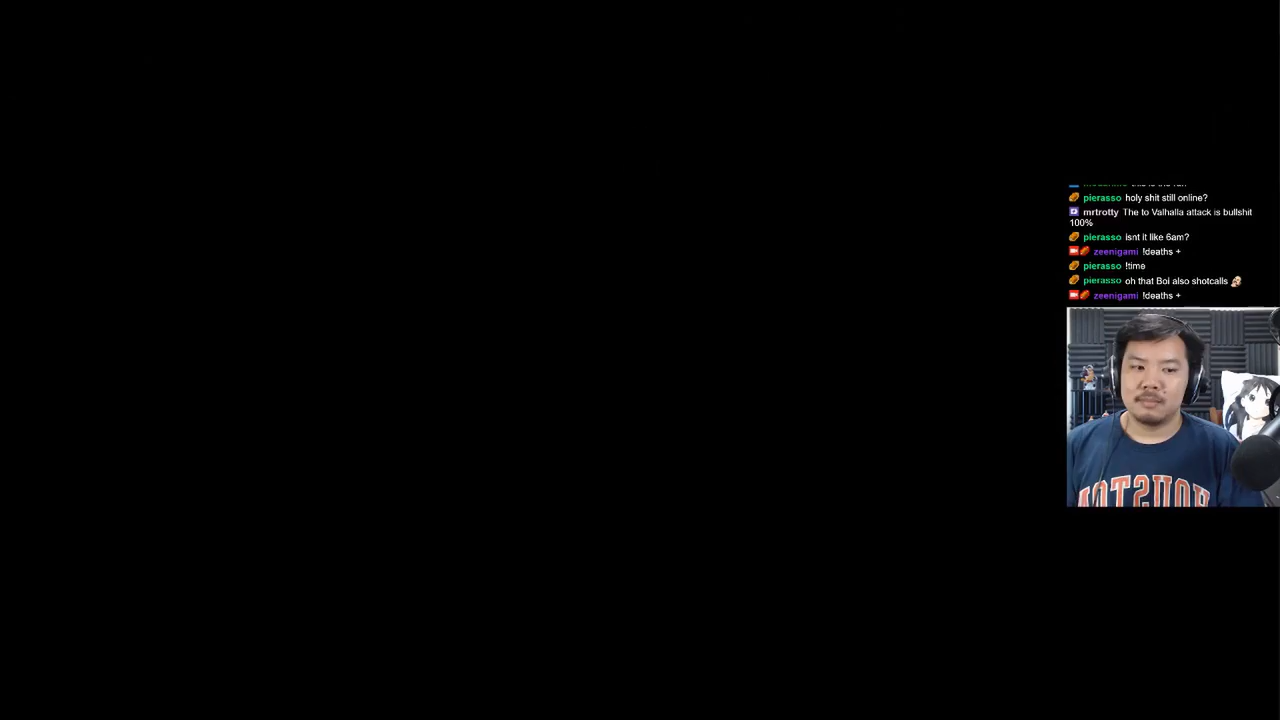 pierasso holy shit still online?
mrtrotty The to Valhalla attack is bullshit
100%
pierasso isnt it like 6am?
zeenigami !deaths +
pierasso !time
pierasso oh that Boi also shotcalls
zeenigami !deaths +
HOUSTON